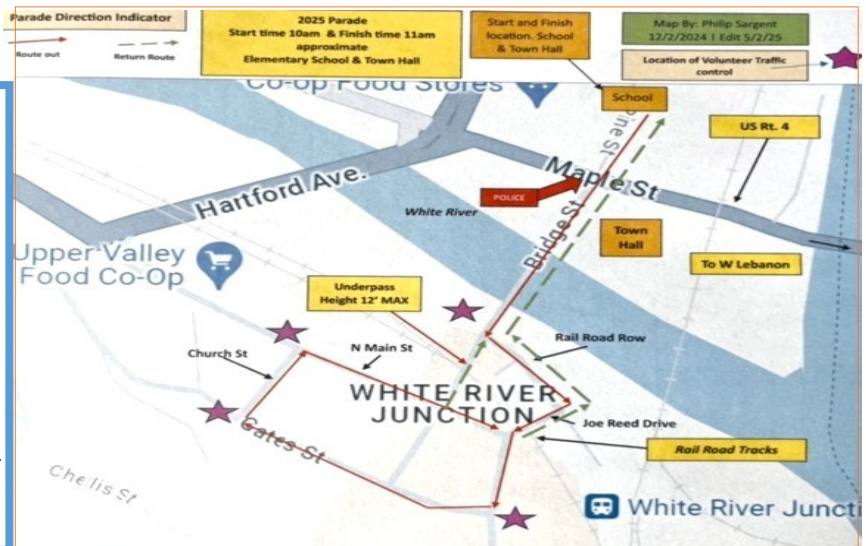 Parade Direction Indicator
Route out
Return Route
2025 Parade
Start time 10am & Finish time 11am
approximate
Elementary School & Town Hall
Start and Finish
location. School
& Town Hall
Map By: Philip Sargent
12/2/2024 | Edit 5/2/25
Location of Volunteer Traffic
control
Co-op Food Stores
School
Pine St
US Rt. 4
Hartford Ave.
Maple St
POLICE
White River
Bridge St
Town
Hall
To W Lebanon
Upper Valley
Food Co-Op
Underpass
Height 12' MAX
Rail Road Row
Church St
N Main St
WHITE RIVER
JUNCTION
Joe Reed Drive
Gates St
Rail Road Tracks
Chelis St
White River Juncti